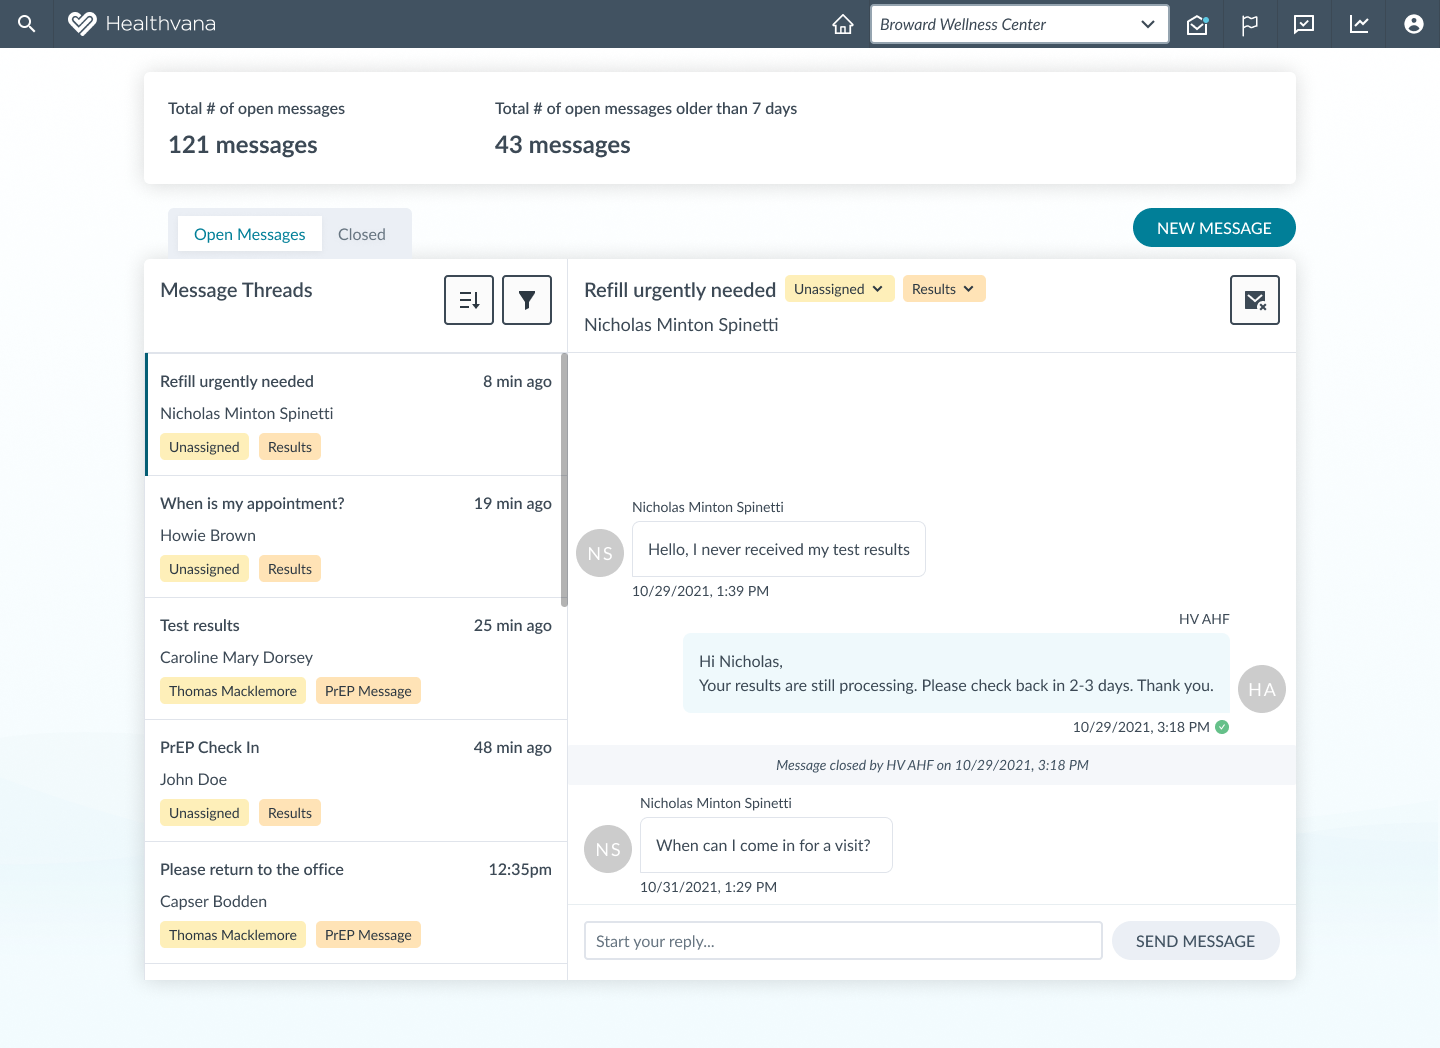 Healthvana
Broward Wellness Center
Total # of open messages
121 messages
Total # of open messages older than 7 days
43 messages
Open Messages
Closed
NEW MESSAGE
Message Threads
Refill urgently needed
8 min ago
Nicholas Minton Spinetti
Unassigned
Results
When is my appointment?
19 min ago
Howie Brown
Unassigned
Results
Test results
25 min ago
Caroline Mary Dorsey
Thomas Macklemore
PrEP Message
PrEP Check In
48 min ago
John Doe
Unassigned
Results
Please return to the office
12:35pm
Capser Bodden
Thomas Macklemore
PrEP Message
Refill urgently needed
Unassigned
Results
Nicholas Minton Spinetti
Nicholas Minton Spinetti
NS
Hello, I never received my test results
10/29/2021, 1:39 PM
HV AHF
Hi Nicholas,
Your results are still processing. Please check back in 2-3 days. Thank you.
HA
10/29/2021, 3:18 PM
Message closed by HV AHF on 10/29/2021, 3:18 PM
Nicholas Minton Spinetti
NS
When can I come in for a visit?
10/31/2021, 1:29 PM
Start your reply...
SEND MESSAGE